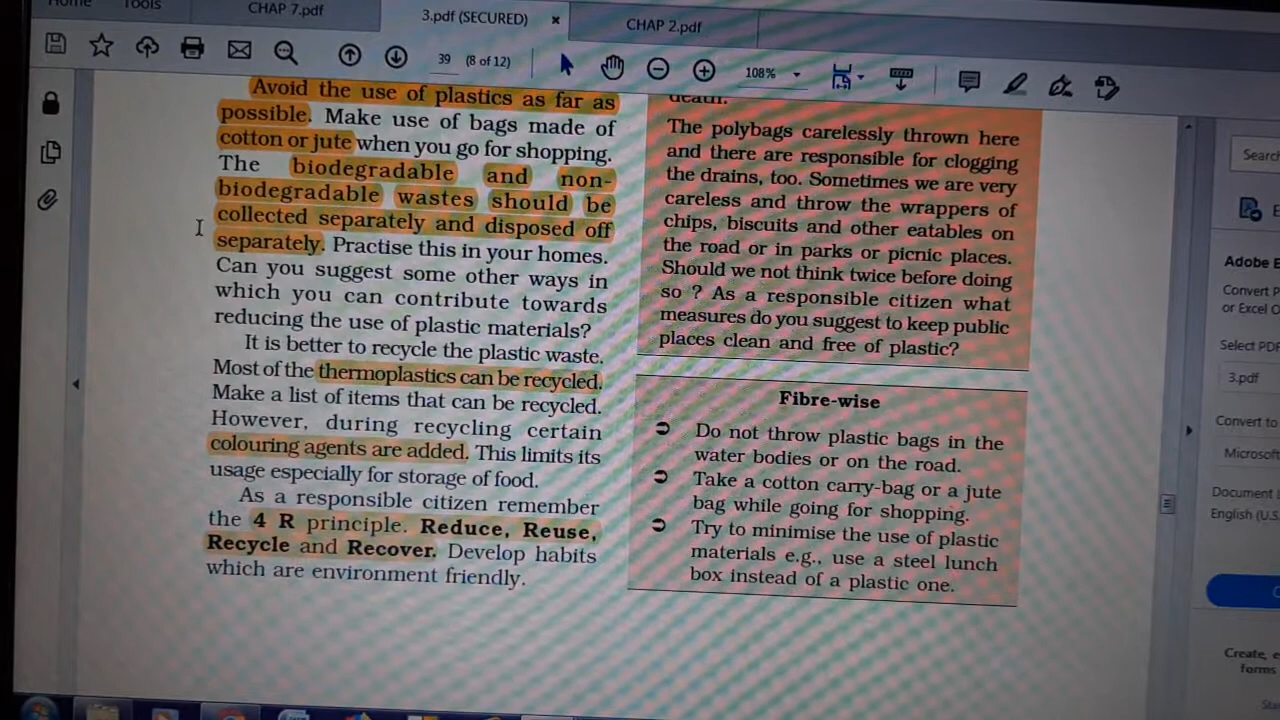 Home
Tools
CHAP 7.pdf
3.pdf (SECURED)
×
CHAP 2.pdf
39
(8 of 12)
108%
Avoid the use of plastics as far as
possible. Make use of bags made of
cotton or jute when you go for shopping.
The biodegradable and non-
biodegradable wastes should be
collected separately and disposed off
separately. Practise this in your homes.
Can you suggest some other ways in
which you can contribute towards
reducing the use of plastic materials?
It is better to recycle the plastic waste.
Most of the thermoplastics can be recycled.
Make a list of items that can be recycled.
However, during recycling certain
colouring agents are added. This limits its
usage especially for storage of food.
As a responsible citizen remember
the 4 R principle. Reduce, Reuse,
Recycle and Recover. Develop habits
which are environment friendly.
death.
The polybags carelessly thrown here
and there are responsible for clogging
the drains, too. Sometimes we are very
careless and throw the wrappers of
chips, biscuits and other eatables on
the road or in parks or picnic places.
Should we not think twice before doing
so ? As a responsible citizen what
measures do you suggest to keep public
places clean and free of plastic?
Fibre-wise
Do not throw plastic bags in the
water bodies or on the road.
Take a cotton carry-bag or a jute
bag while going for shopping.
Try to minimise the use of plastic
materials e.g., use a steel lunch
box instead of a plastic one.
Searc
Adobe E
Convert P
or Excel O
Select PDF
3.pdf
Convert to
Microsoft
Document
English (U.S
Create, e
forms